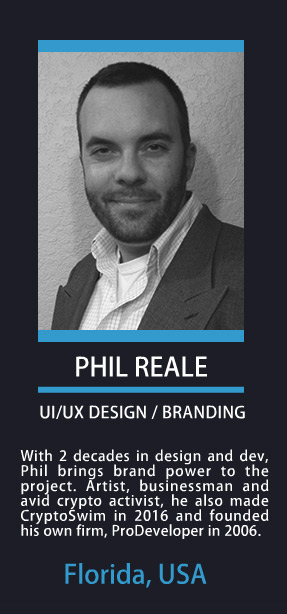 PHIL REALE
UI/UX DESIGN / BRANDING
With 2 decades in design and dev,
Phil brings brand power to the
project. Artist, businessman and
avid crypto activist, he also made
CryptoSwim in 2016 and founded
his own firm, ProDeveloper in 2006.
Florida, USA